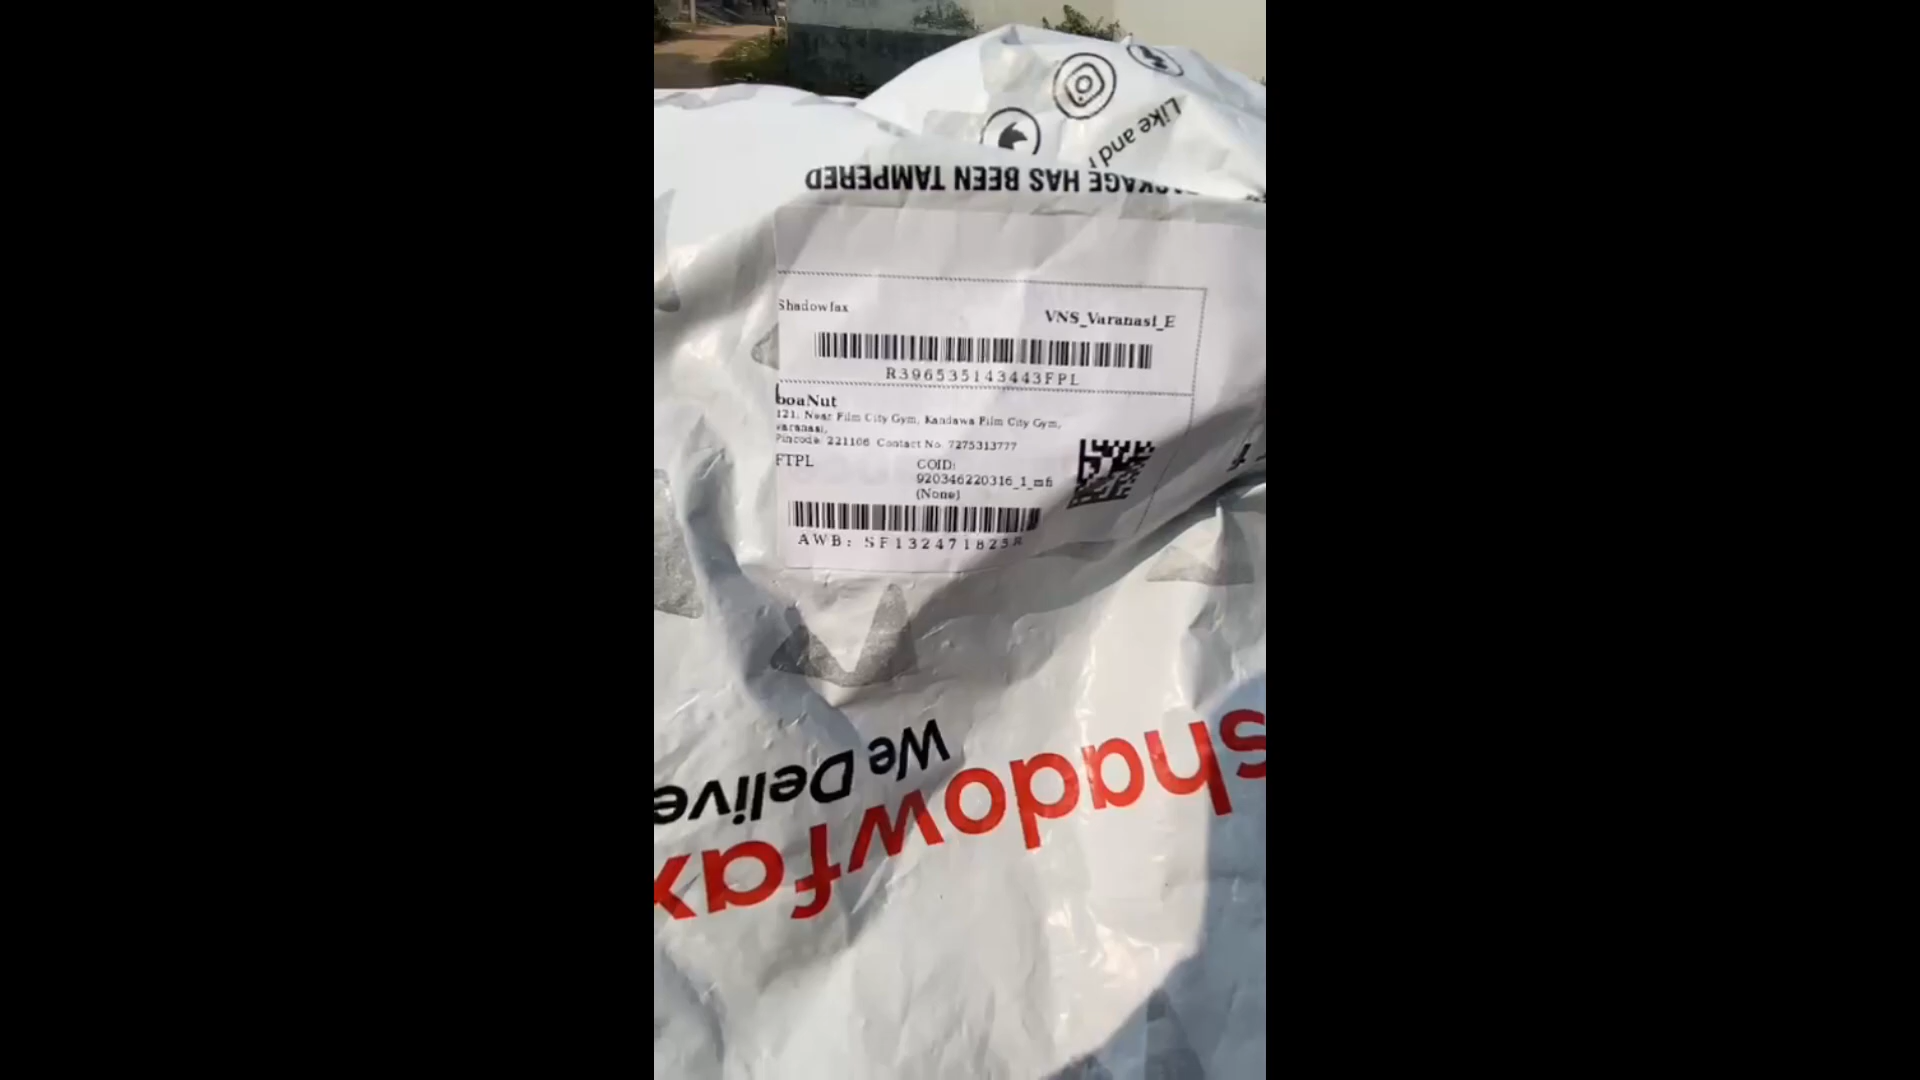 Like and
PACKAGE HAS BEEN TAMPERED
Shadowfax
VNS_Varanasi_E
R396535143443FPL
boaNut
121, Near Film City Gym, Kandawa Film City Gym,
varanasi,
Pincode: 221106 Contact No. 7275313777
FTPL
COID:
920346220316_1_mfi
(None)
AWB: SF132471825R
We Delive
shadowfax